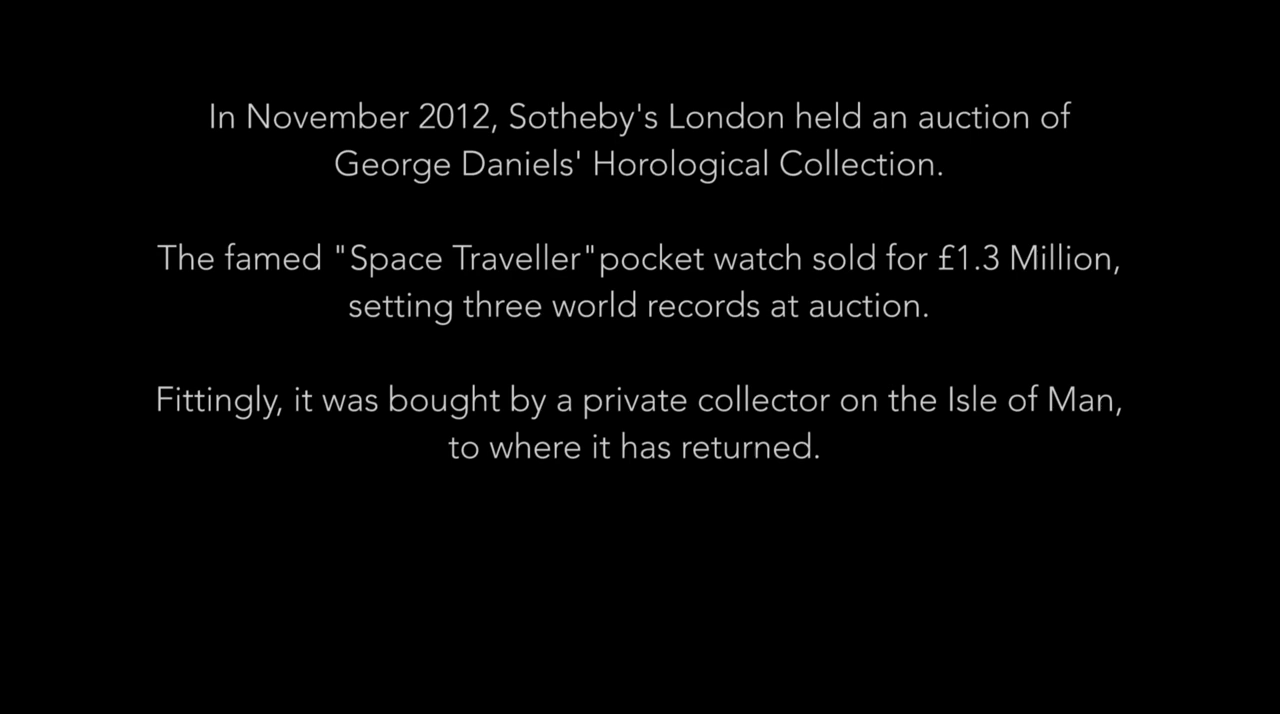 In November 2012, Sotheby's London held an auction of
George Daniels' Horological Collection.
The famed "Space Traveller"pocket watch sold for £1.3 Million,
setting three world records at auction.
Fittingly, it was bought by a private collector on the Isle of Man,
to where it has returned.